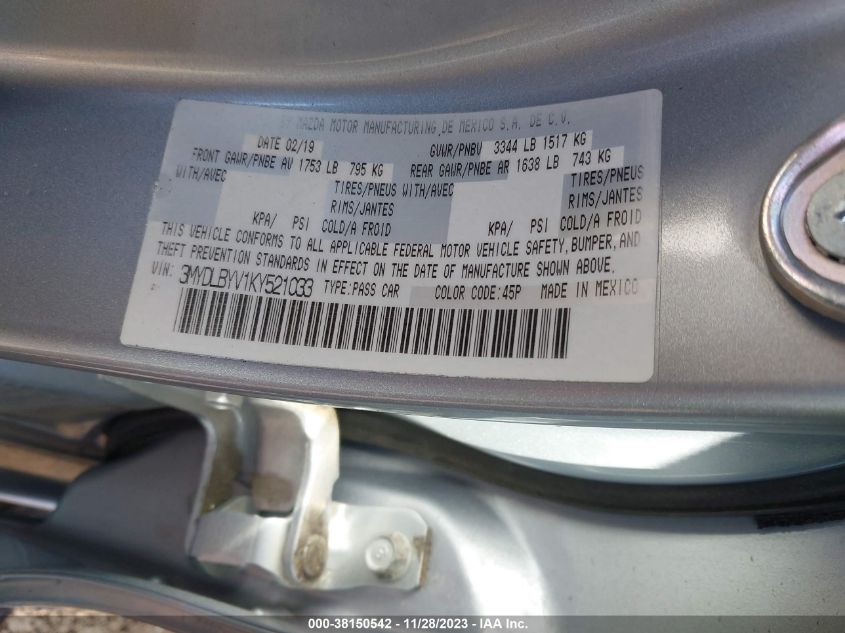 BY MAZDA MOTOR MANUFACTURING DE MEXICO S.A. DE C.V.
DATE 02/19 GVWR/PNBV 3344 LB 1517 KG
FRONT GAWR/PNBE AV 1753 LB 795 KG REAR GAWR/PNBE AR 1638 LB 743 KG
WITH/AVEC TIRES/PNEUS WITH/AVEC TIRES/PNEUS
RIMS/JANTES RIMS/JANTES
KPA/ PSI COLD/A FROID KPA/ PSI COLD/A FROID
THIS VEHICLE CONFORMS TO ALL APPLICABLE FEDERAL MOTOR VEHICLE SAFETY, BUMPER, AND
THEFT PREVENTION STANDARDS IN EFFECT ON THE DATE OF MANUFACTURE SHOWN ABOVE.
VIN: 3MYDLBYV1KY521033 TYPE:PASS CAR COLOR CODE:45P MADE IN MEXICO
000-38150542 - 11/28/2023 - IAA Inc.